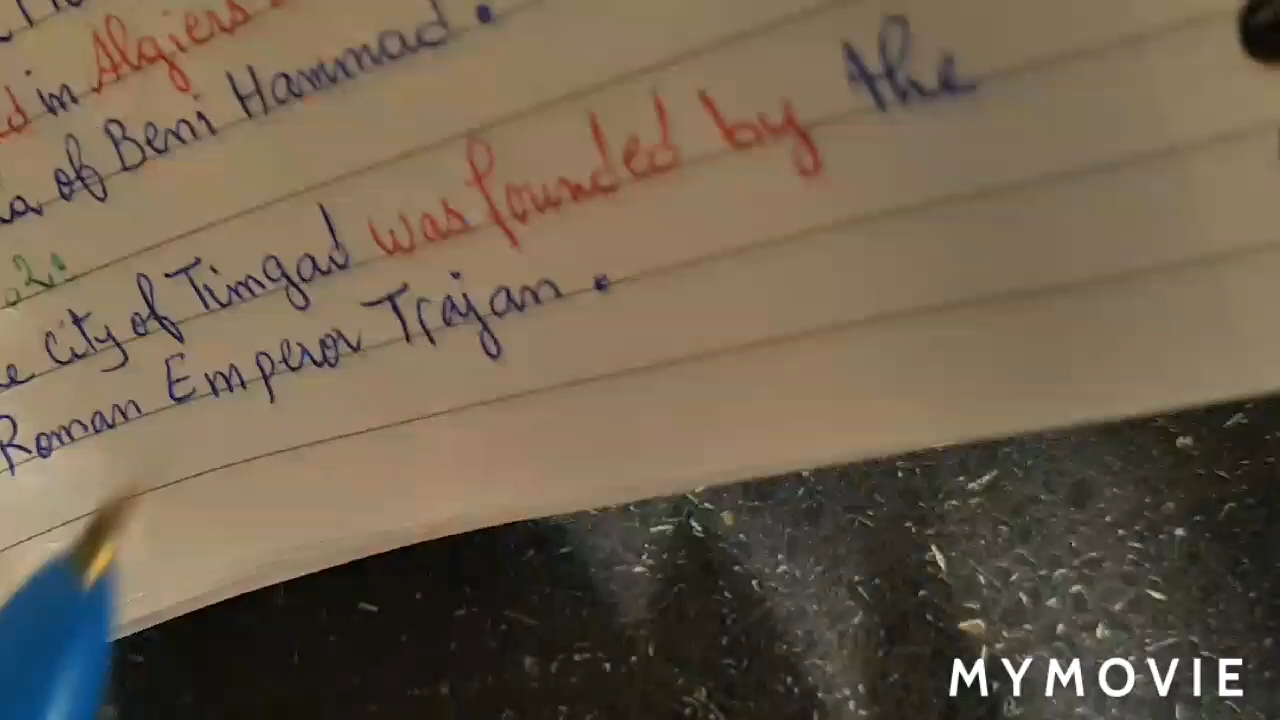 d in Algiers
a of Beni Hammad.
2:
e City of Timgad was founded by the
Roman Emperor Trajan.
MYMOVIE